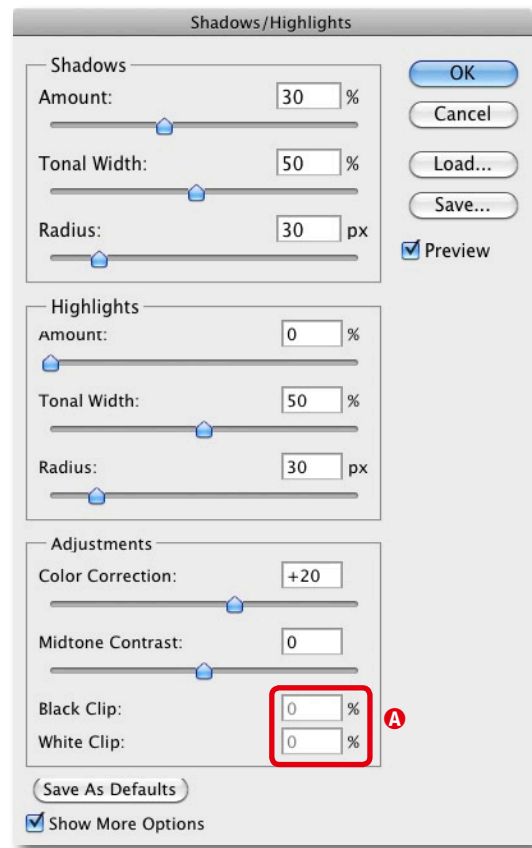 Shadows/Highlights
Shadows
Amount: 30 %
Tonal Width: 50 %
Radius: 30 px
Highlights
Amount: 0 %
Tonal Width: 50 %
Radius: 30 px
Adjustments
Color Correction: +20
Midtone Contrast: 0
Black Clip: 0 %
White Clip: 0 %
A
Save As Defaults
Show More Options
OK
Cancel
Load...
Save...
Preview